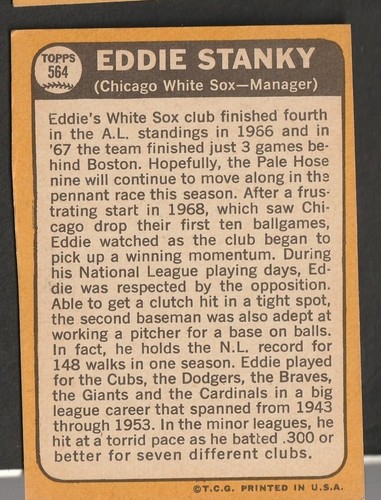 TOPPS
564
EDDIE STANKY
(Chicago White Sox—Manager)
Eddie's White Sox club finished fourth
in the A.L. standings in 1966 and in
'67 the team finished just 3 games be-
hind Boston. Hopefully, the Pale Hose
nine will continue to move along in the
pennant race this season. After a frus-
trating start in 1968, which saw Chi-
cago drop their first ten ballgames,
Eddie watched as the club began to
pick up a winning momentum. During
his National League playing days, Ed-
die was respected by the opposition.
Able to get a clutch hit in a tight spot,
the second baseman was also adept at
working a pitcher for a base on balls.
In fact, he holds the N.L. record for
148 walks in one season. Eddie played
for the Cubs, the Dodgers, the Braves,
the Giants and the Cardinals in a big
league career that spanned from 1943
through 1953. In the minor leagues, he
hit at a torrid pace as he batted .300 or
better for seven different clubs.
©T.C.G. PRINTED IN U.S.A.